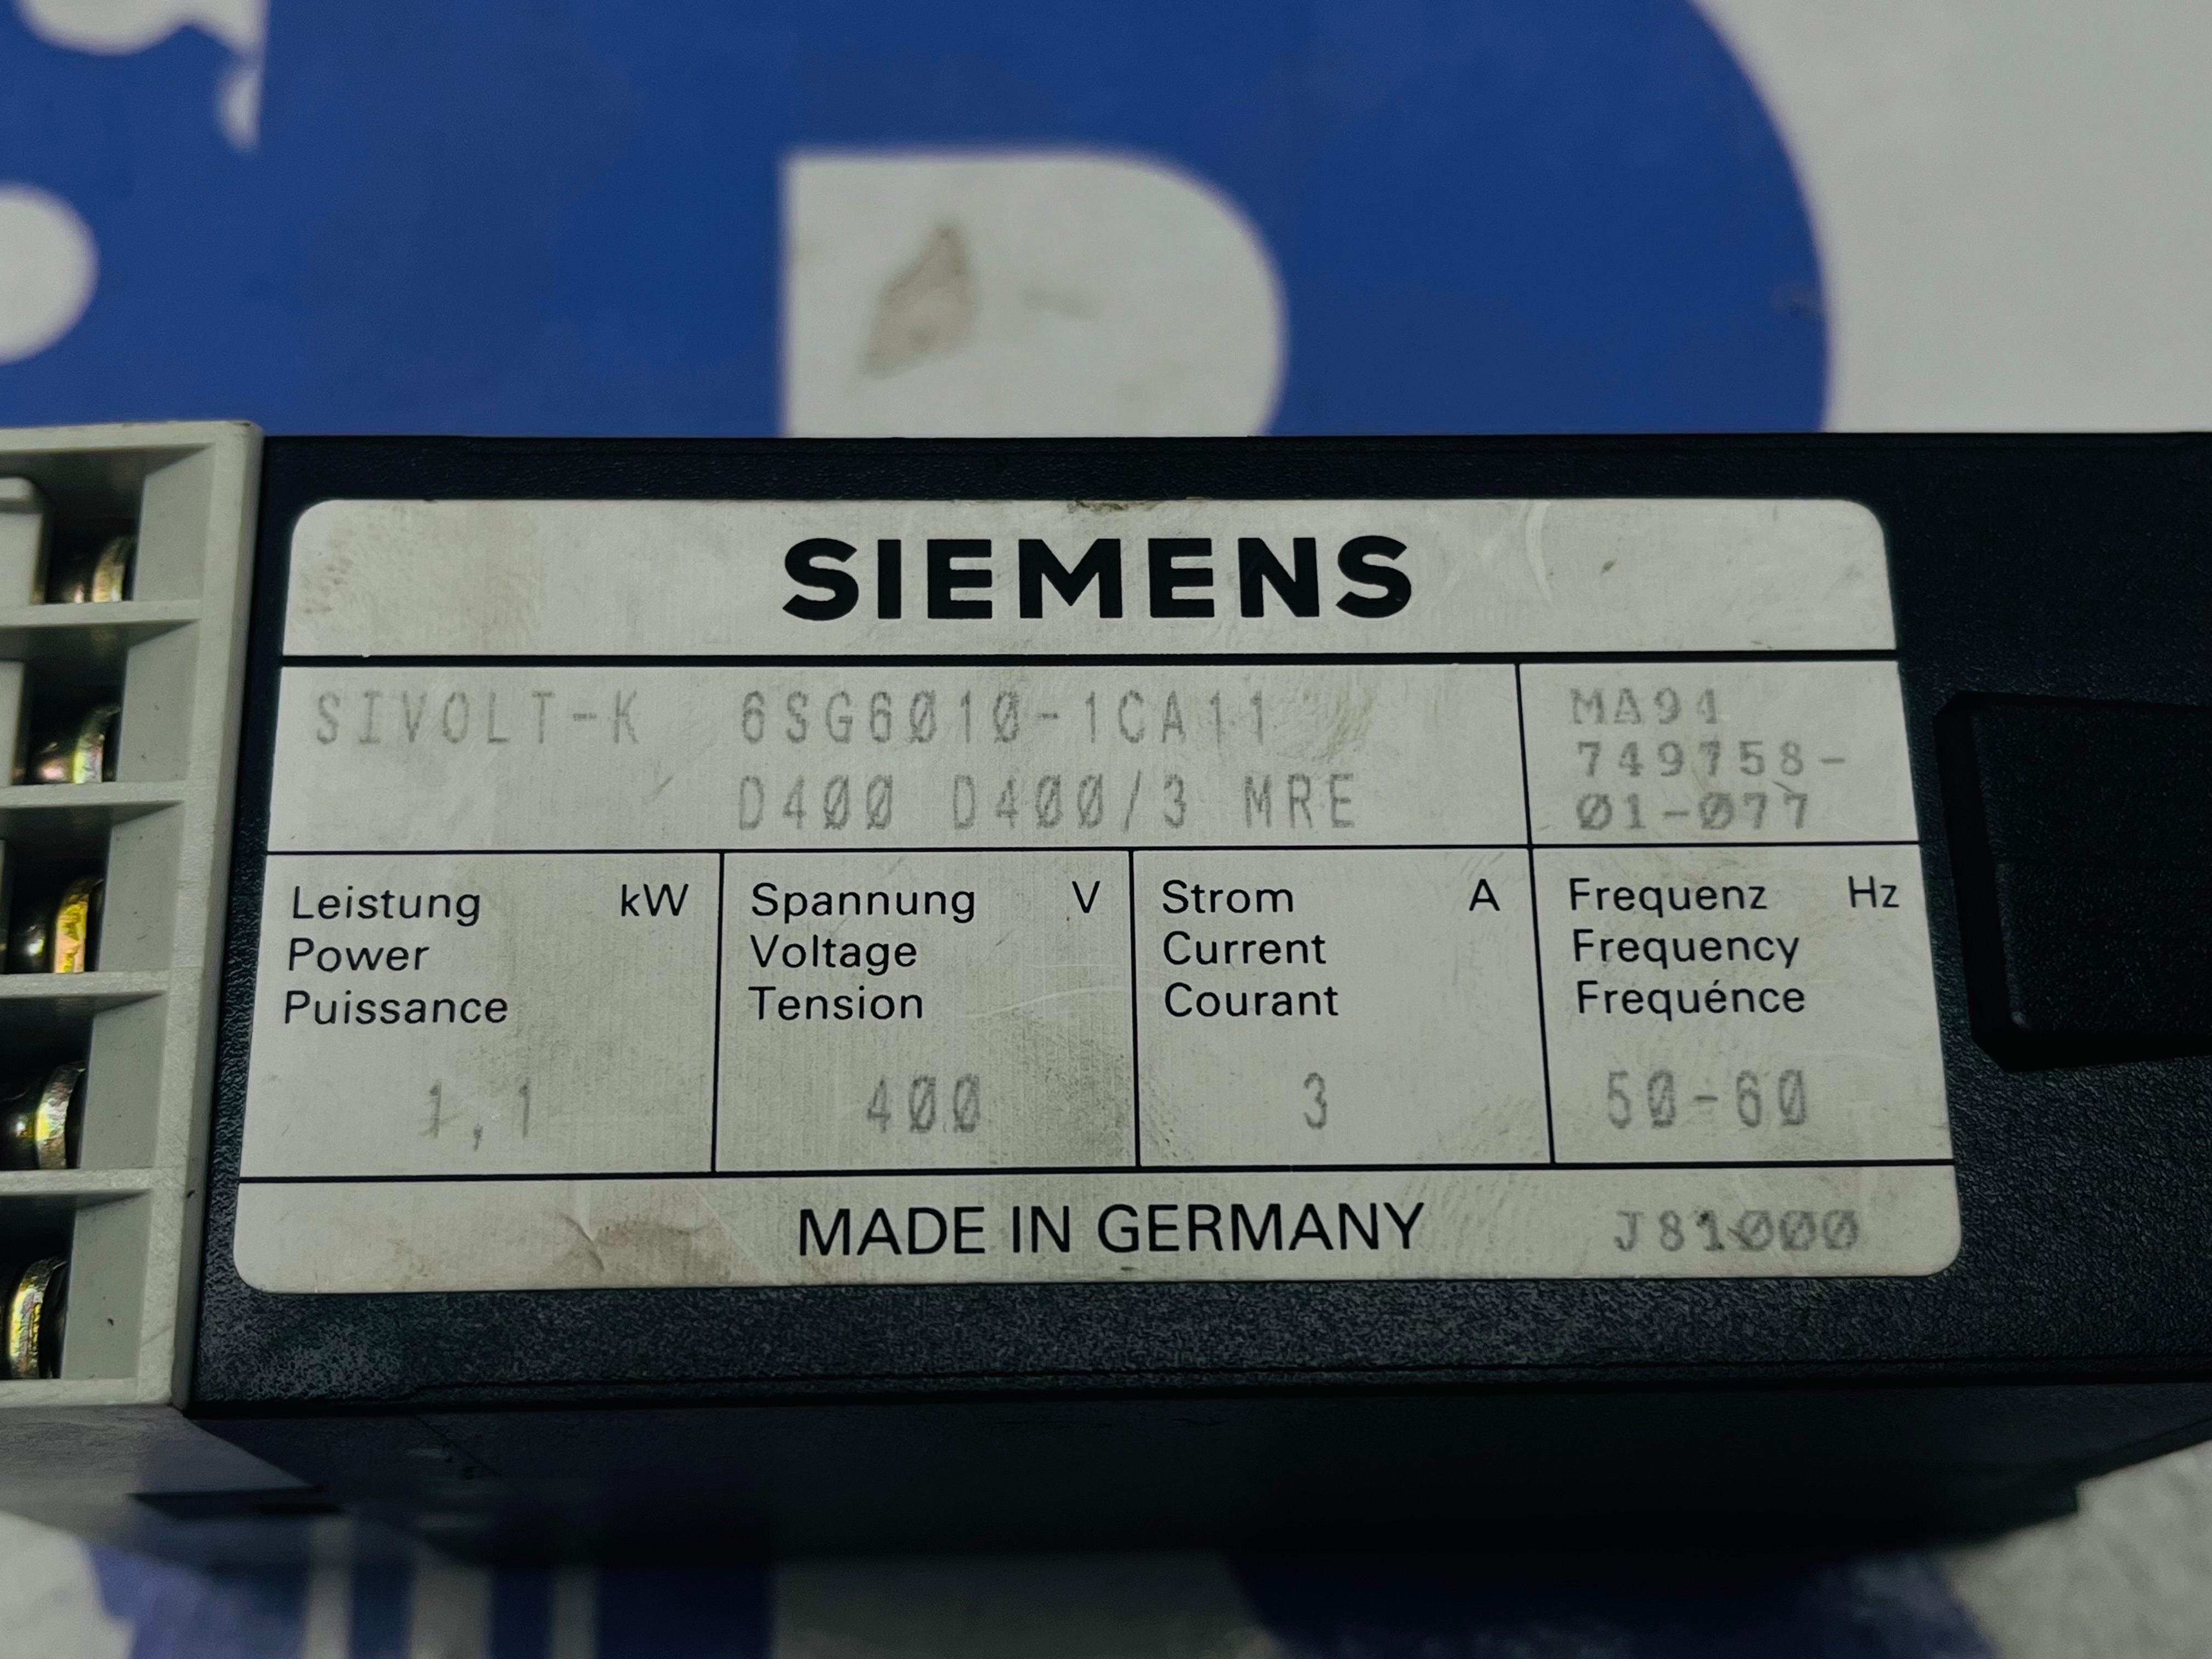 SIEMENS
SIVOLT-K 6SG6010-1CA11
D400 D400/3 MRE
MA94
749758-
01-077
Leistung kW
Power
Puissance
1,1
Spannung V
Voltage
Tension
400
Strom A
Current
Courant
3
Frequenz Hz
Frequency
Frequénce
50-60
MADE IN GERMANY J81000